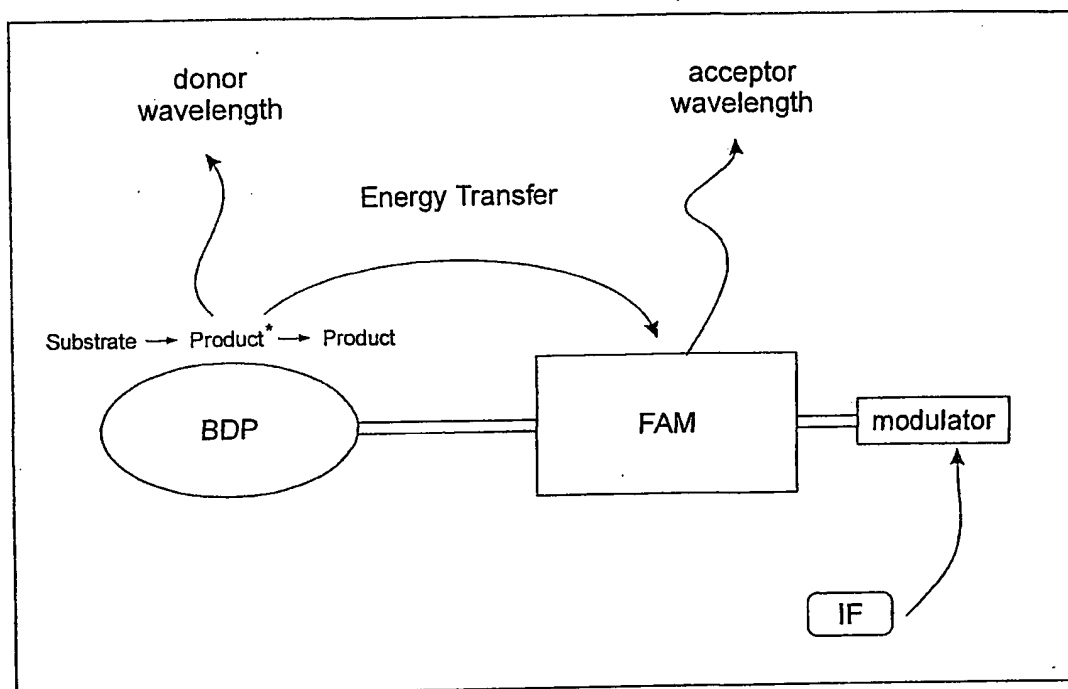 donor
wavelength
acceptor
wavelength
Energy Transfer
Substrate → Product* → Product
BDP
FAM
modulator
IF